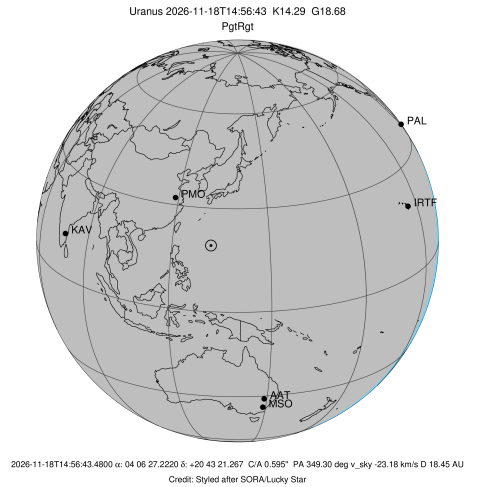 Uranus 2026-11-18T14:56:43 K14.29 G18.68
PgtRgt
PAL
IRTF
PMO
KAV
AAT
MSO
2026-11-18T14:56:43.4800 α: 04 06 27.2220 δ: +20 43 21.267 C/A 0.595" PA 349.30 deg v_sky -23.18 km/s D 18.45 AU
Credit: Styled after SORA/Lucky Star